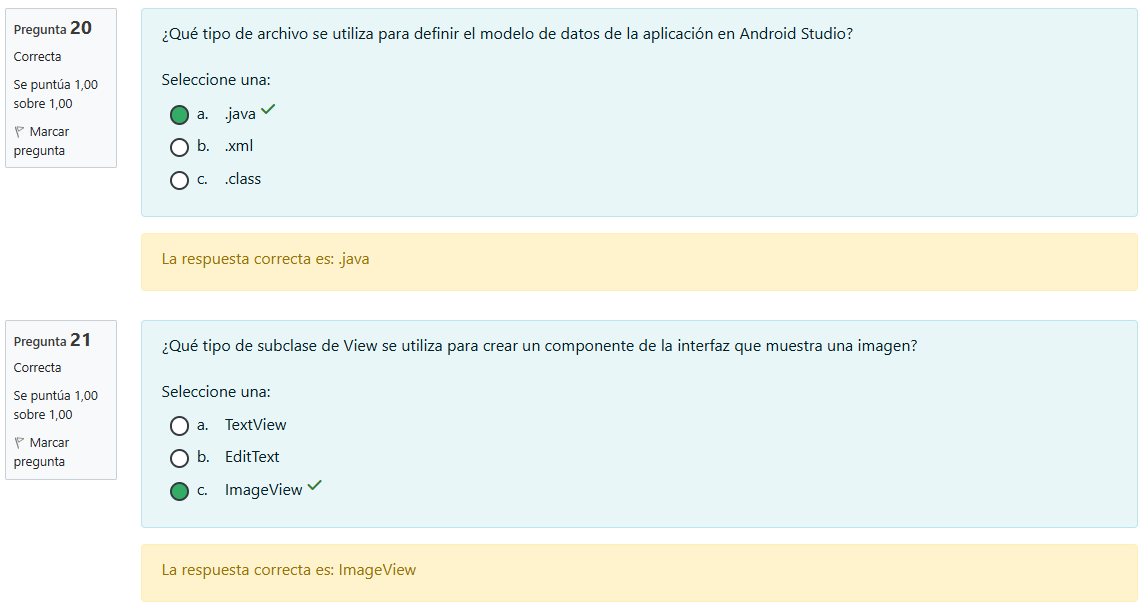 Pregunta 20
Correcta
Se puntúa 1,00
sobre 1,00
Marcar
pregunta
¿Qué tipo de archivo se utiliza para definir el modelo de datos de la aplicación en Android Studio?
Seleccione una:
a. .java
b. .xml
c. .class
La respuesta correcta es: .java
Pregunta 21
Correcta
Se puntúa 1,00
sobre 1,00
Marcar
pregunta
¿Qué tipo de subclase de View se utiliza para crear un componente de la interfaz que muestra una imagen?
Seleccione una:
a. TextView
b. EditText
c. ImageView
La respuesta correcta es: ImageView